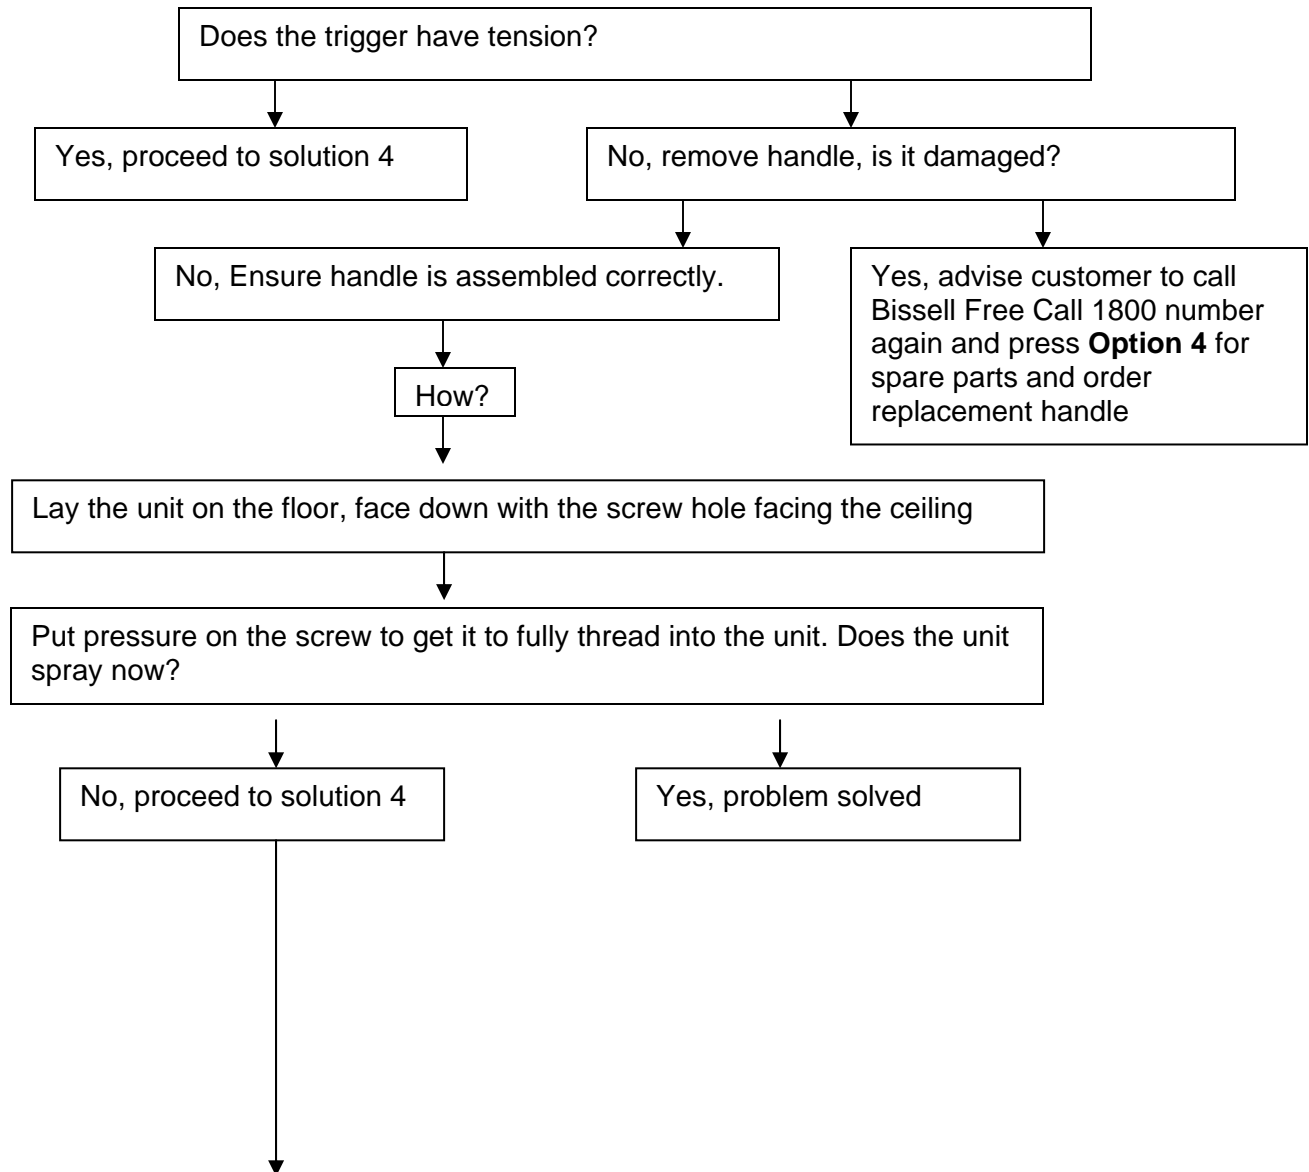 Does the trigger have tension?
Yes, proceed to solution 4
No, remove handle, is it damaged?
No, Ensure handle is assembled correctly.
Yes, advise customer to call
Bissell Free Call 1800 number
again and press Option 4 for
spare parts and order
replacement handle
How?
Lay the unit on the floor, face down with the screw hole facing the ceiling
Put pressure on the screw to get it to fully thread into the unit. Does the unit
spray now?
No, proceed to solution 4
Yes, problem solved